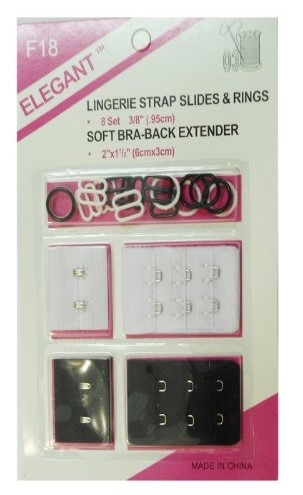 F18
ELEGANT™
LINGERIE STRAP SLIDES & RINGS
• 8 Set 3/8" (.95cm)
SOFT BRA-BACK EXTENDER
• 2"x1½" (6cmx3cm)
MADE IN CHINA